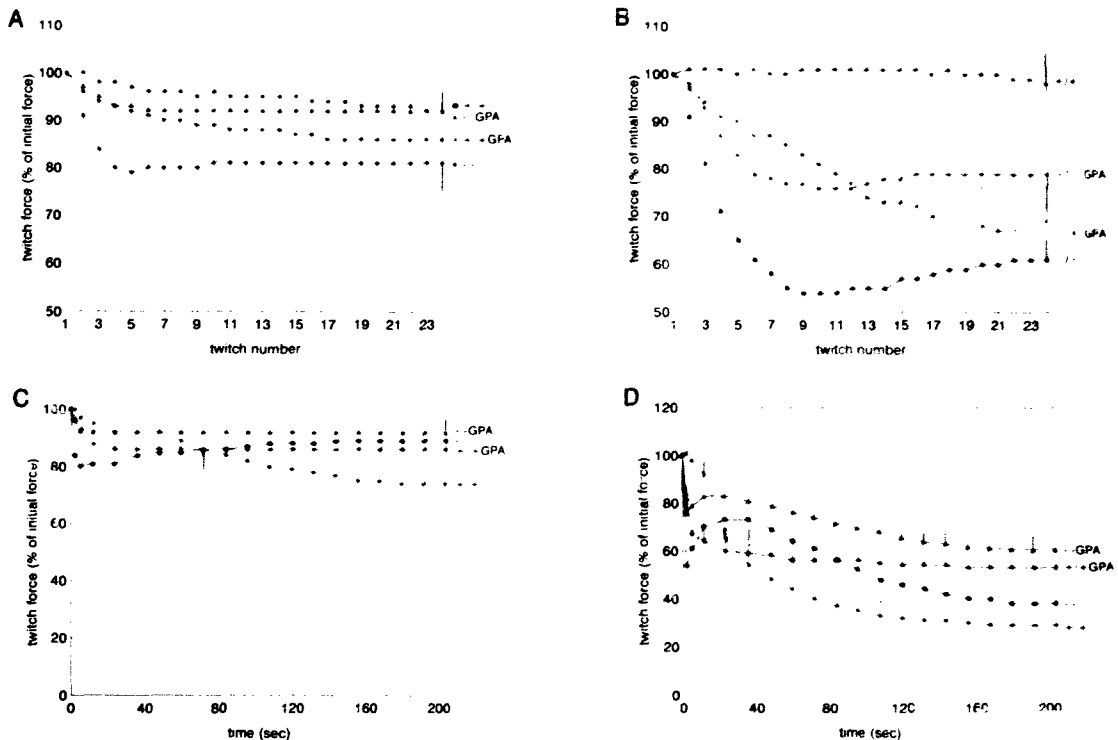 A
110
100
90
80
70
60
50
twitch force (% of initial force)
1 3 5 7 9 11 13 15 17 19 21 23
twitch number
GPA
GPA
B
110
100
90
80
70
60
50
twitch force (% of initial force)
1 3 5 7 9 11 13 15 17 19 21 23
twitch number
GPA
GPA
C
100
80
60
40
20
0
twitch force (% of initial force)
0 40 80 120 160 200
time (sec)
GPA
GPA
D
120
100
80
60
40
20
0
twitch force (% of initial force)
0 40 80 120 160 200
time (sec)
GPA
GPA